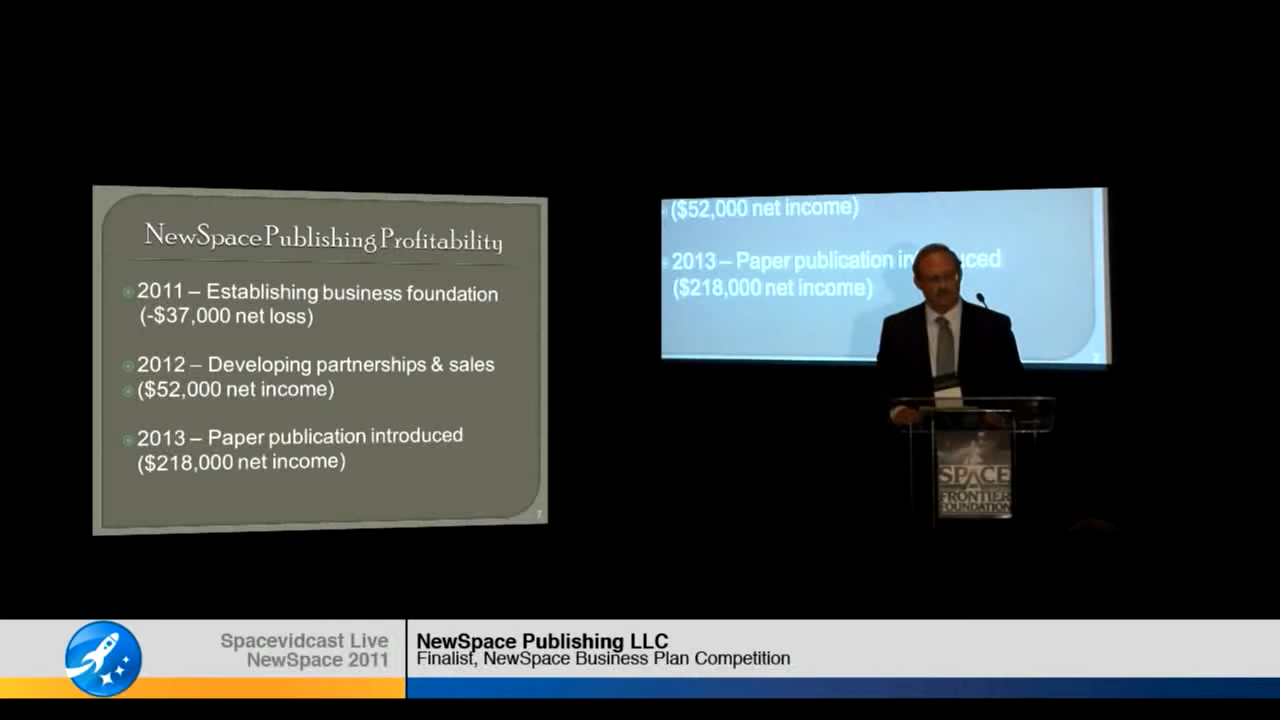 NewSpace Publishing Profitability
2011 – Establishing business foundation
(-$37,000 net loss)
2012 – Developing partnerships & sales
($52,000 net income)
2013 – Paper publication introduced
($218,000 net income)
7
($52,000 net income)
2013 – Paper publication in uced
($218,000 net income)
SPACE
FRONTIER
FOUNDATION
Spacevidcast Live
NewSpace 2011
NewSpace Publishing LLC
Finalist, NewSpace Business Plan Competition